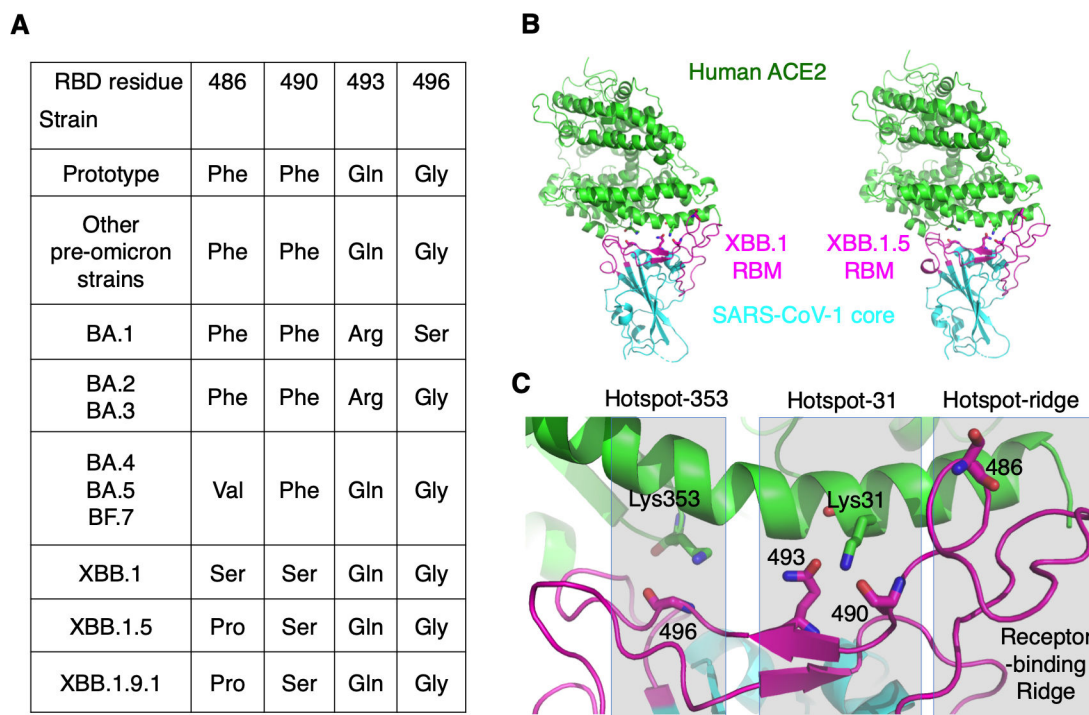 A
RBD residue 486 490 493 496
Strain
Prototype Phe Phe Gln Gly
Other
pre-omicron
strains
Phe Phe Gln Gly
BA.1 Phe Phe Arg Ser
BA.2
BA.3
Phe Phe Arg Gly
BA.4
BA.5
BF.7
Val Phe Gln Gly
XBB.1 Ser Ser Gln Gly
XBB.1.5 Pro Ser Gln Gly
XBB.1.9.1 Pro Ser Gln Gly
B
Human ACE2
XBB.1
RBM
XBB.1.5
RBM
SARS-CoV-1 core
C
Hotspot-353 Hotspot-31 Hotspot-ridge
486
Lys353 Lys31
493
490
496
Receptor
-binding
Ridge